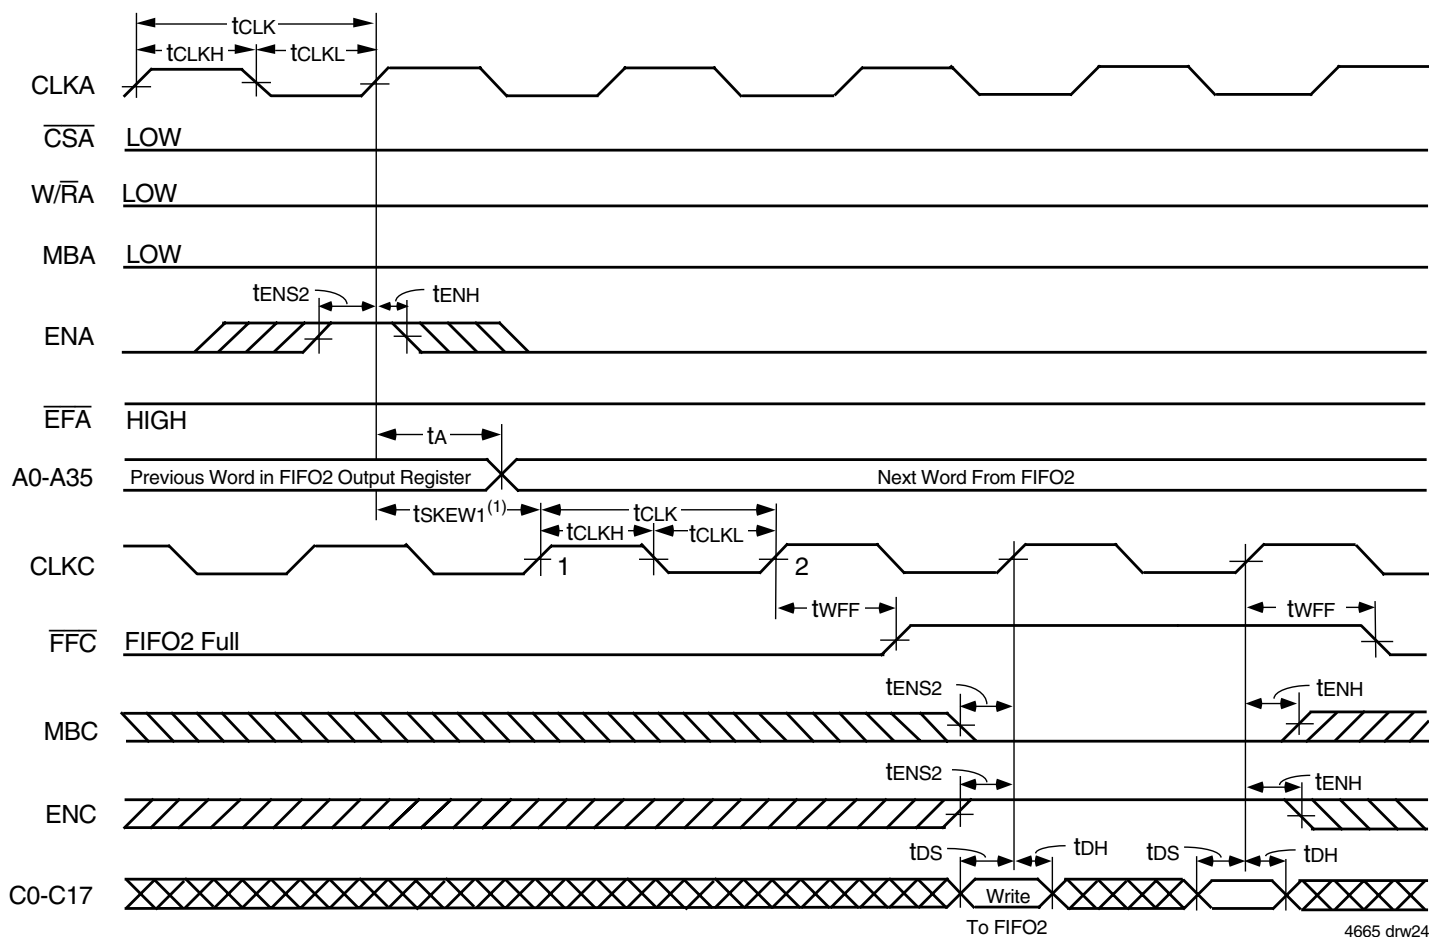 tCLK
tCLKH
tCLKL
CLKA
CSA
LOW
W/RA
LOW
MBA
LOW
tENS2
tENH
ENA
EFA
HIGH
tA
A0-A35
Previous Word in FIFO2 Output Register
Next Word From FIFO2
tSKEW1(1)
tCLK
tCLKH
tCLKL
CLKC
1
2
tWFF
tWFF
FFC
FIFO2 Full
tENS2
tENH
MBC
tENS2
tENH
ENC
tDS
tDH
tDS
tDH
C0-C17
Write
To FIFO2
4665 drw24